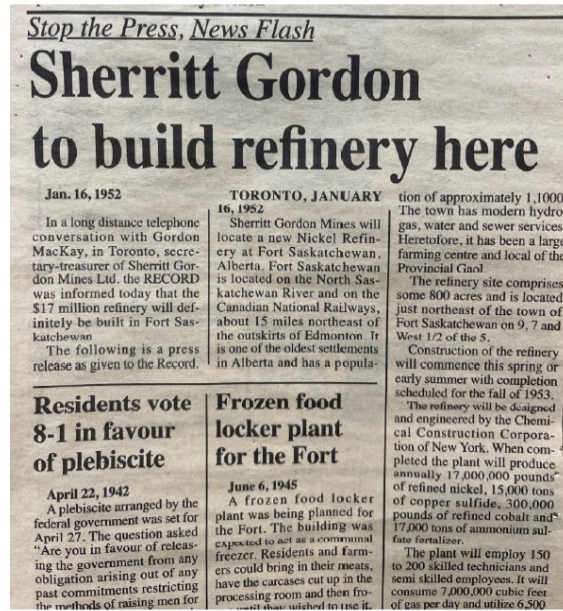 Stop the Press, News Flash
Sherritt Gordon
to build refinery here
Jan. 16, 1952
In a long distance telephone
conversation with Gordon
MacKay, in Toronto, secre-
tary-treasurer of Sherritt Gor-
don Mines Ltd. the RECORD
was informed today that the
$17 million refinery will def-
initely be built in Fort Sas-
katchewan
The following is a press
release as given to the Record.
TORONTO, JANUARY
16, 1952
Sherritt Gordon Mines will
locate a new Nickel Refin-
ery at Fort Saskatchewan,
Alberta. Fort Saskatchewan
is located on the North Sas-
katchewan River and on the
Canadian National Railways,
about 15 miles northeast of
the outskirts of Edmonton. It
is one of the oldest settlements
in Alberta and has a popula-
tion of approximately 1,1000
The town has modern hydro
gas, water and sewer services
Heretofore, it has been a large
farming centre and local of the
Provincial Gaol
The refinery site comprises
some 800 acres and is located
just northeast of the town of
Fort Saskatchewan on 9, 7 and
West 1/2 of the 5.
Construction of the refinery
will commence this spring or
early summer with completion
scheduled for the fall of 1953.
The refinery will be designed
and engineered by the Chemi-
cal Construction Corpora-
tion of New York. When com-
pleted the plant will produce
annually 17,000,000 pounds
of refined nickel, 15,000 tons
of copper sulfide, 300,000
pounds of refined cobalt and
17,000 tons of ammonium sul-
fate fertalizer.
The plant will employ 150
to 200 skilled technicians and
semi skilled employees. It will
consume 7,000,000 cubic feet
of gas per day and utilize 6,500
Residents vote
8-1 in favour
of plebiscite
April 22, 1942
A plebiscite arranged by the
federal government was set for
April 27. The question asked
"Are you in favour of releas-
ing the government from any
obligation arising out of any
past commitments restricting
the methods of raising men for
Frozen food
locker plant
for the Fort
June 6, 1945
A frozen food locker
plant was being planned for
the Fort. The building was
expected to act as a communal
freezer. Residents and farm-
ers could bring in their meats,
have the carcases cut up in the
processing room and then fro-
until they wished to use it,